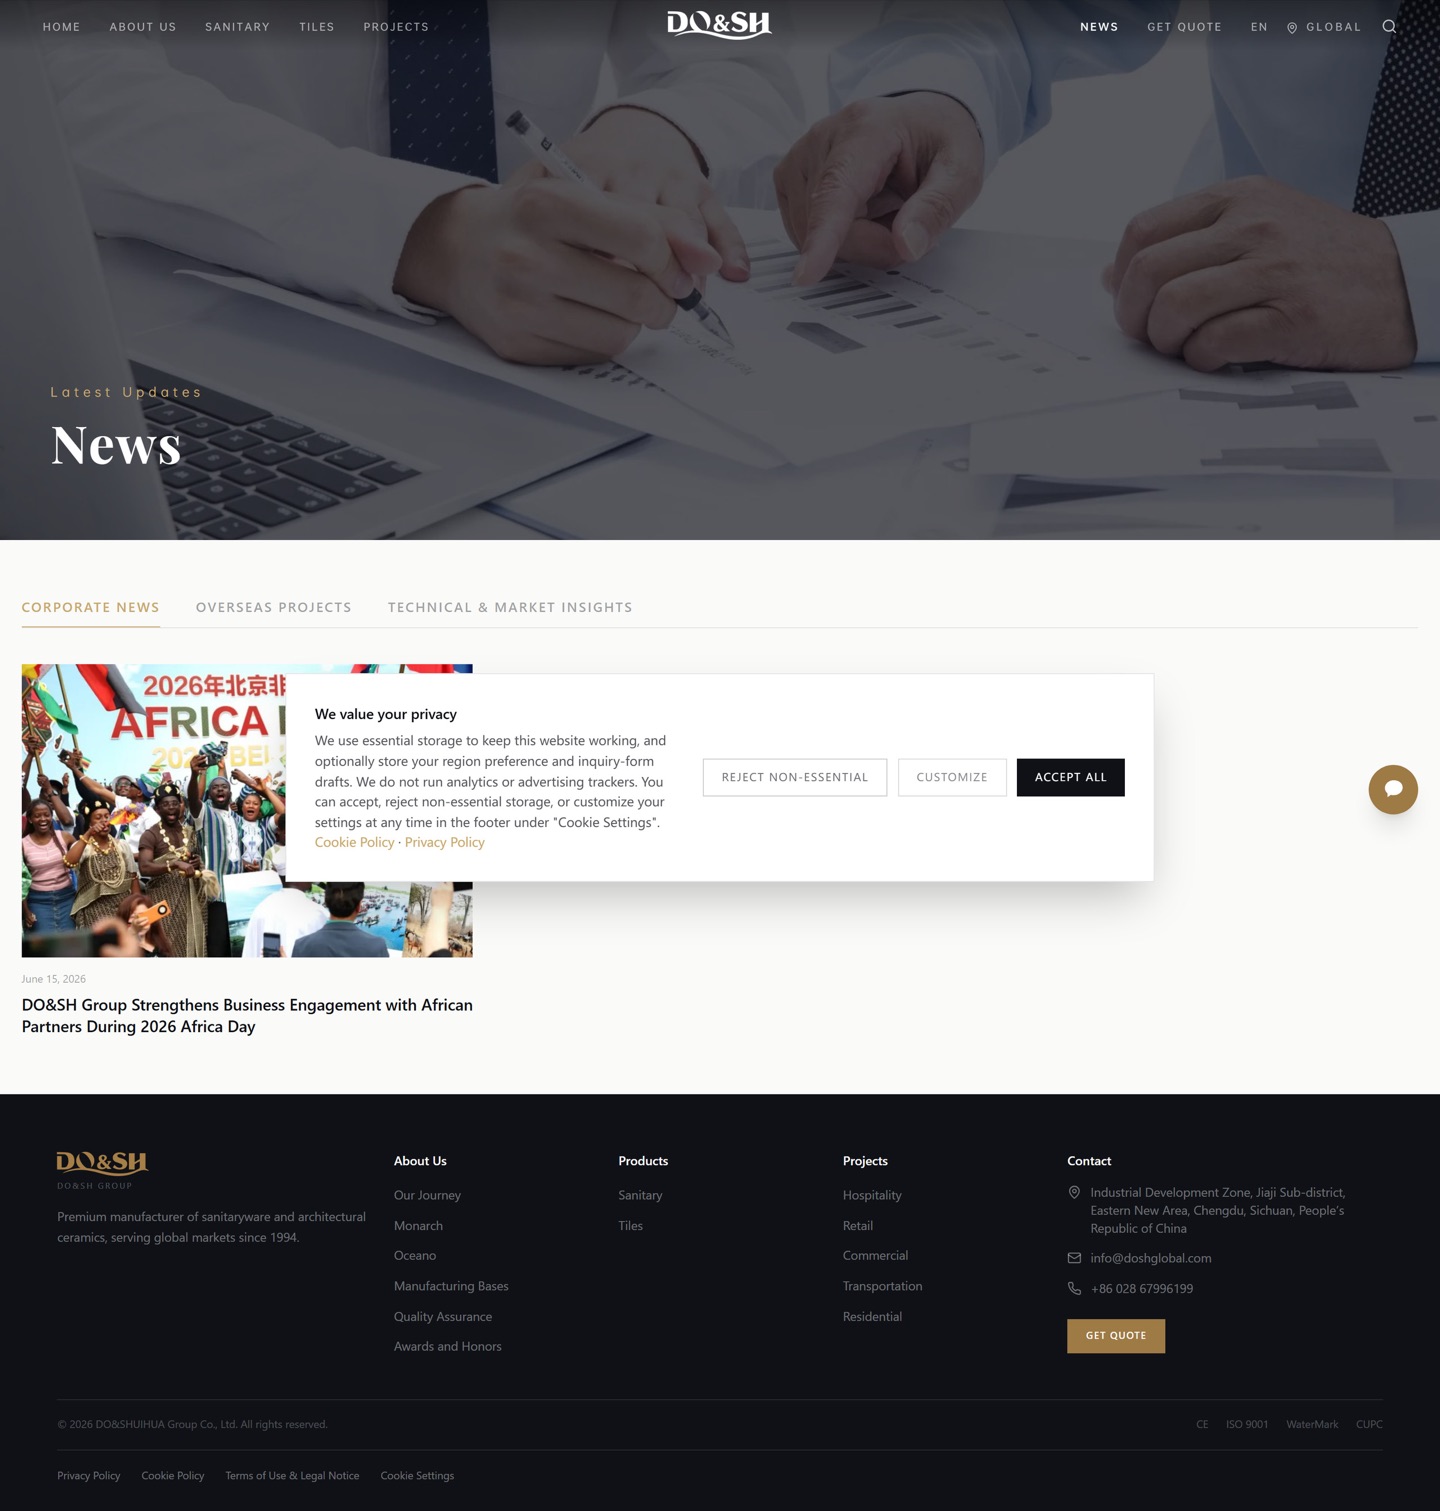 HOME ABOUT US SANITARY TILES PROJECTS DO&SH NEWS GET QUOTE EN GLOBAL
Latest Updates
News
CORPORATE NEWS OVERSEAS PROJECTS TECHNICAL & MARKET INSIGHTS
2026年北京
AFRICA
We value your privacy
We use essential storage to keep this website working, and
optionally store your region preference and inquiry-form
drafts. We do not run analytics or advertising trackers. You
can accept, reject non-essential storage, or customize your
settings at any time in the footer under "Cookie Settings".
Cookie Policy · Privacy Policy
REJECT NON-ESSENTIAL CUSTOMIZE ACCEPT ALL
June 15, 2026
DO&SH Group Strengthens Business Engagement with African
Partners During 2026 Africa Day
DO&SH
DO&SH GROUP
Premium manufacturer of sanitaryware and architectural
ceramics, serving global markets since 1994.
About Us
Our Journey
Monarch
Oceano
Manufacturing Bases
Quality Assurance
Awards and Honors
Products
Sanitary
Tiles
Projects
Hospitality
Retail
Commercial
Transportation
Residential
Contact
Industrial Development Zone, Jiaji Sub-district,
Eastern New Area, Chengdu, Sichuan, People's
Republic of China
info@doshglobal.com
+86 028 67996199
GET QUOTE
© 2026 DO&SHUIHUA Group Co., Ltd. All rights reserved.
CE ISO 9001 WaterMark CUPC
Privacy Policy Cookie Policy Terms of Use & Legal Notice Cookie Settings